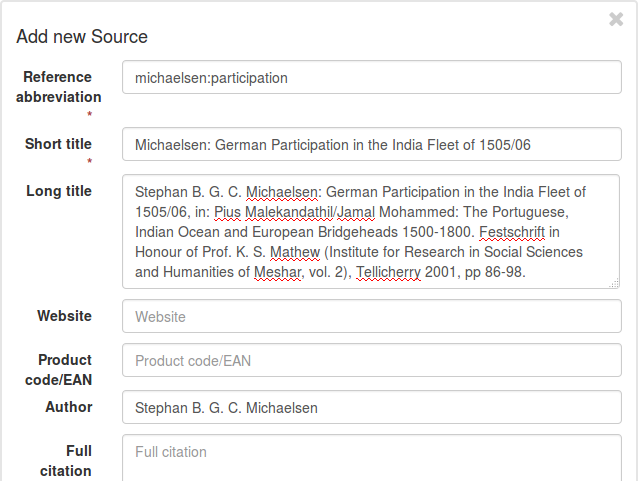 Add new Source
Reference
abbreviation
*
michaelsen:participation
Short title
*
Michaelsen: German Participation in the India Fleet of 1505/06
Long title
Stephan B. G. C. Michaelsen: German Participation in the India Fleet of
1505/06, in: Pius Malekandathil/Jamal Mohammed: The Portuguese,
Indian Ocean and European Bridgeheads 1500-1800. Festschrift in
Honour of Prof. K. S. Mathew (Institute for Research in Social Sciences
and Humanities of Meshar, vol. 2), Tellicherry 2001, pp 86-98.
Website
Website
Product
code/EAN
Product code/EAN
Author
Stephan B. G. C. Michaelsen
Full
citation
Full citation